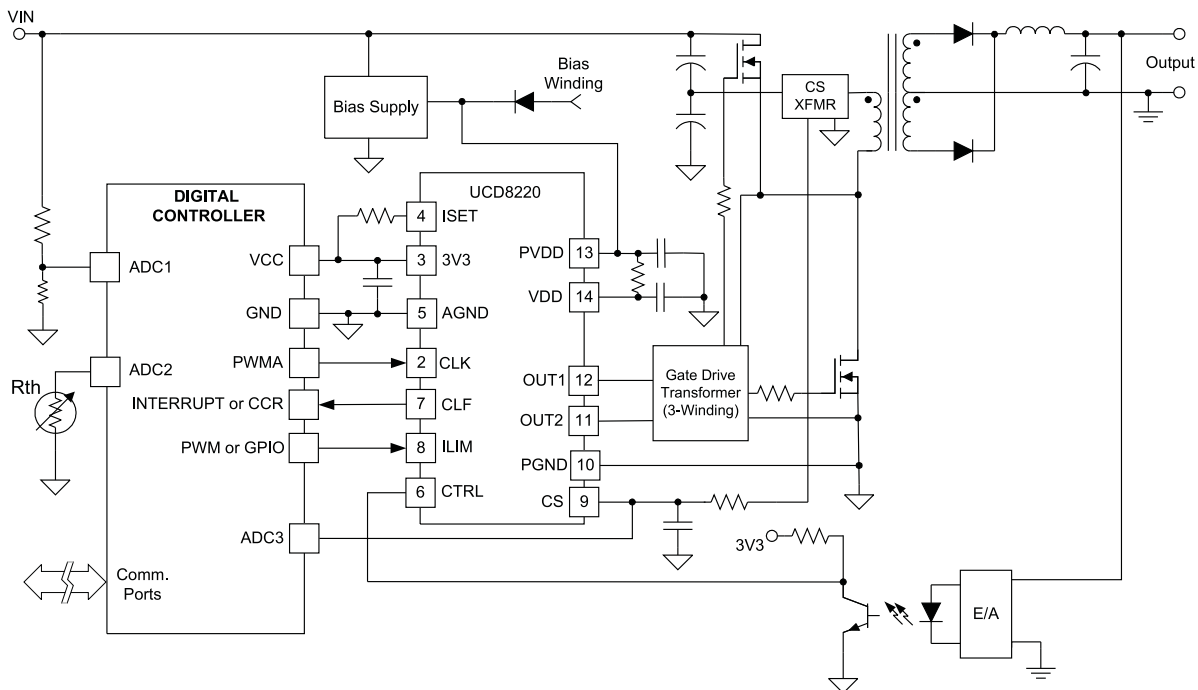 VIN
Bias
Winding
Bias Supply
CS
XFMR
Output
DIGITAL
CONTROLLER
UCD8220
4
ISET
ADC1
VCC
3
3V3
PVDD
13
VDD
14
GND
5
AGND
ADC2
PWMA
2
CLK
OUT1
12
Gate Drive
Transformer
(3-Winding)
Rth
INTERRUPT or CCR
7
CLF
OUT2
11
PWM or GPIO
8
ILIM
PGND
10
6
CTRL
CS
9
ADC3
3V3
Comm.
Ports
E/A